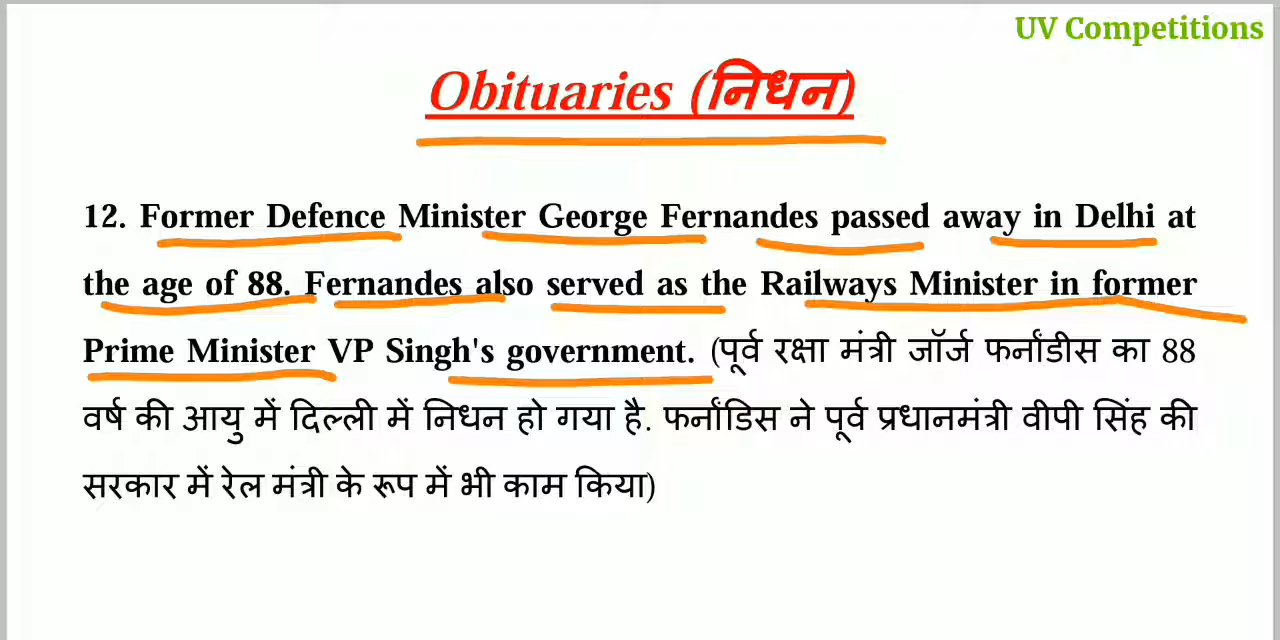 UV Competitions
Obituaries (निधन)
12. Former Defence Minister George Fernandes passed away in Delhi at
the age of 88. Fernandes also served as the Railways Minister in former
Prime Minister VP Singh's government. (पूर्व रक्षा मंत्री जॉर्ज फर्नांडीस का 88
वर्ष की आयु में दिल्ली में निधन हो गया है. फर्नांडिस ने पूर्व प्रधानमंत्री वीपी सिंह की
सरकार में रेल मंत्री के रूप में भी काम किया)